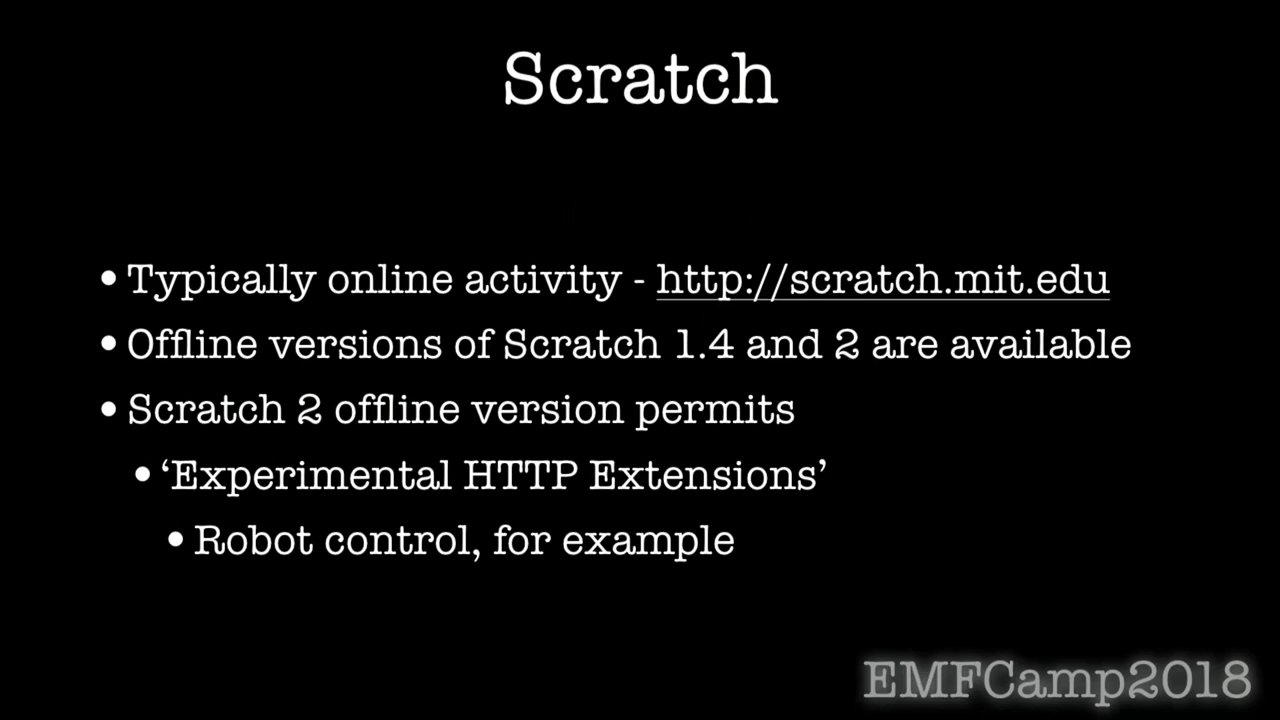 Scratch
• Typically online activity - http://scratch.mit.edu
• Offline versions of Scratch 1.4 and 2 are available
• Scratch 2 offline version permits
• ‘Experimental HTTP Extensions’
• Robot control, for example
EMFCamp2018